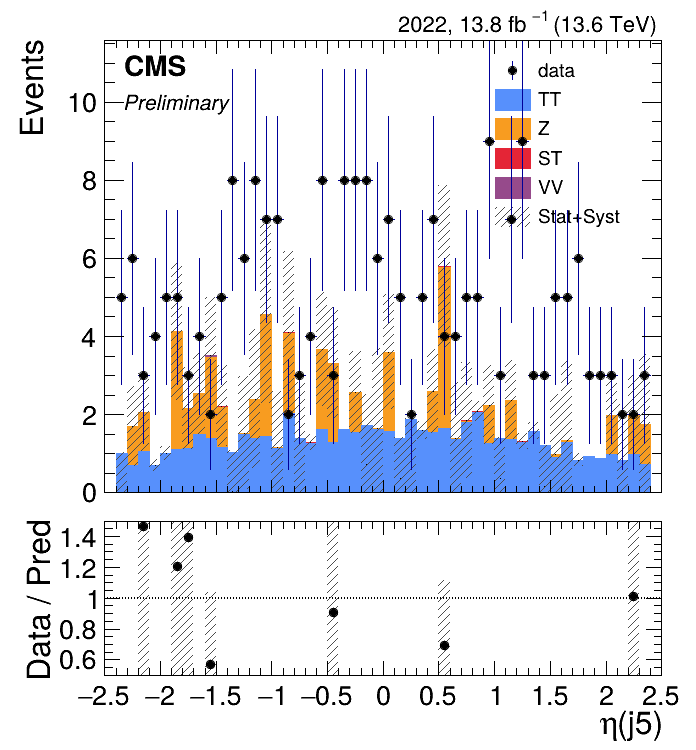 2022, 13.8 fb⁻¹ (13.6 TeV)
CMS
Preliminary
data
TT
Z
ST
VV
Stat+Syst
Events
10
8
6
4
2
0
Data / Pred
1.4
1.2
1
0.8
0.6
−2.5 −2 −1.5 −1 −0.5 0 0.5 1 1.5 2 2.5
η(j5)